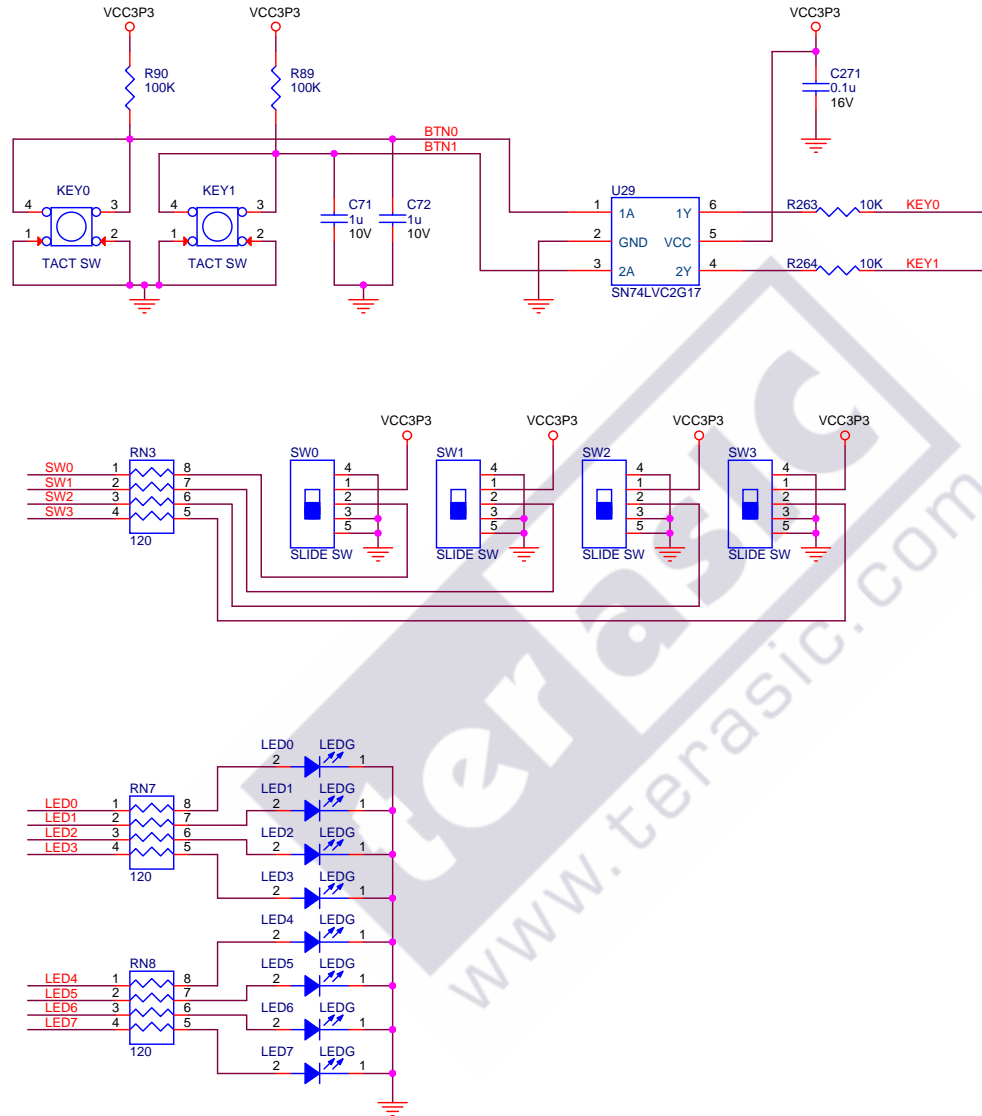 VCC3P3 VCC3P3 VCC3P3
R90 100K
R89 100K
C271 0.1u 16V
BTN0
BTN1
KEY0
4 3
1 2
TACT SW
KEY1
4 3
1 2
TACT SW
C71 1u 10V
C72 1u 10V
U29
1 1A 1Y 6
2 GND VCC 5
3 2A 2Y 4
SN74LVC2G17
R263 10K KEY0
R264 10K KEY1
VCC3P3 VCC3P3 VCC3P3 VCC3P3
RN3
SW0 1 8
SW1 2 7
SW2 3 6
SW3 4 5
120
SW0
4
1
2
3
5
SLIDE SW
SW1
4
1
2
3
5
SLIDE SW
SW2
4
1
2
3
5
SLIDE SW
SW3
4
1
2
3
5
SLIDE SW
RN7
LED0 1 8
LED1 2 7
LED2 3 6
LED3 4 5
120
LED0 LEDG
2 1
LED1 LEDG
2 1
LED2 LEDG
2 1
LED3 LEDG
2 1
RN8
LED4 1 8
LED5 2 7
LED6 3 6
LED7 4 5
120
LED4 LEDG
2 1
LED5 LEDG
2 1
LED6 LEDG
2 1
LED7 LEDG
2 1
terasic
www.terasic.com